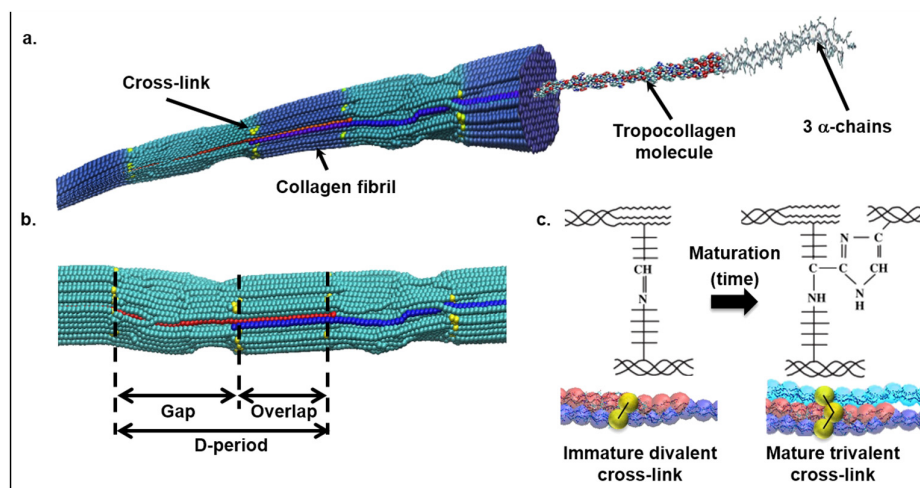 a.
Cross-link
Collagen fibril
Tropocollagen
molecule
3 α-chains
b.
Gap
Overlap
D-period
c.
CH
N
Maturation
(time)
N
C
C
CH
NH
N
H
Immature divalent
cross-link
Mature trivalent
cross-link